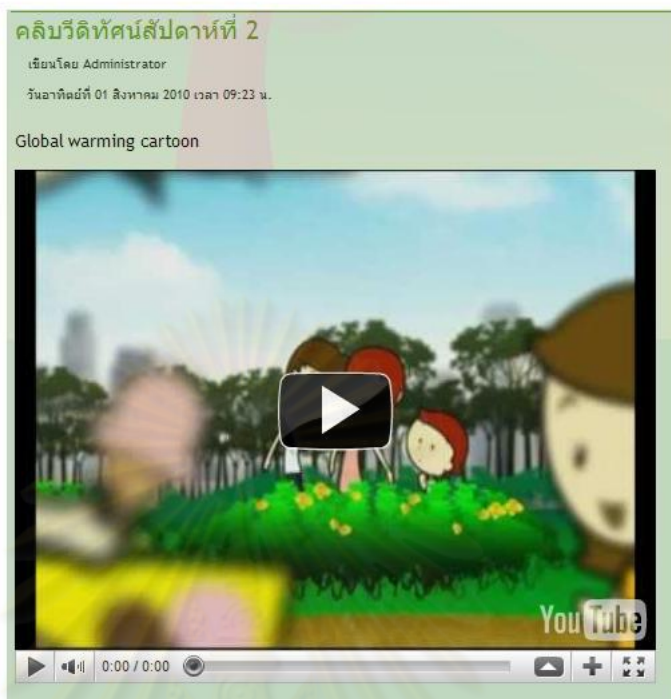 คลิบวีดิทัศน์สัปดาห์ที่ 2
เขียนโดย Administrator
วันอาทิตย์ที่ 01 สิงหาคม 2010 เวลา 09:23 น.
Global warming cartoon
YouTube
0:00 / 0:00